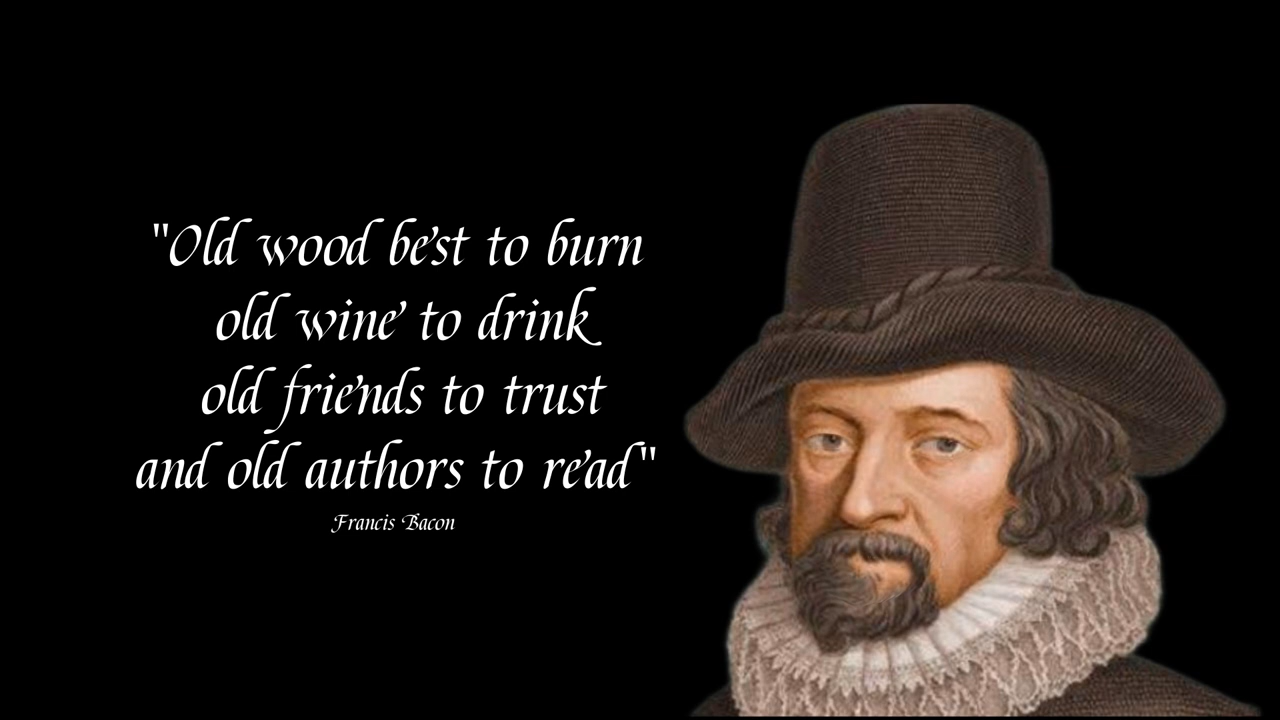 "Old wood best to burn
old wine to drink
old friends to trust
and old authors to read"
Francis Bacon